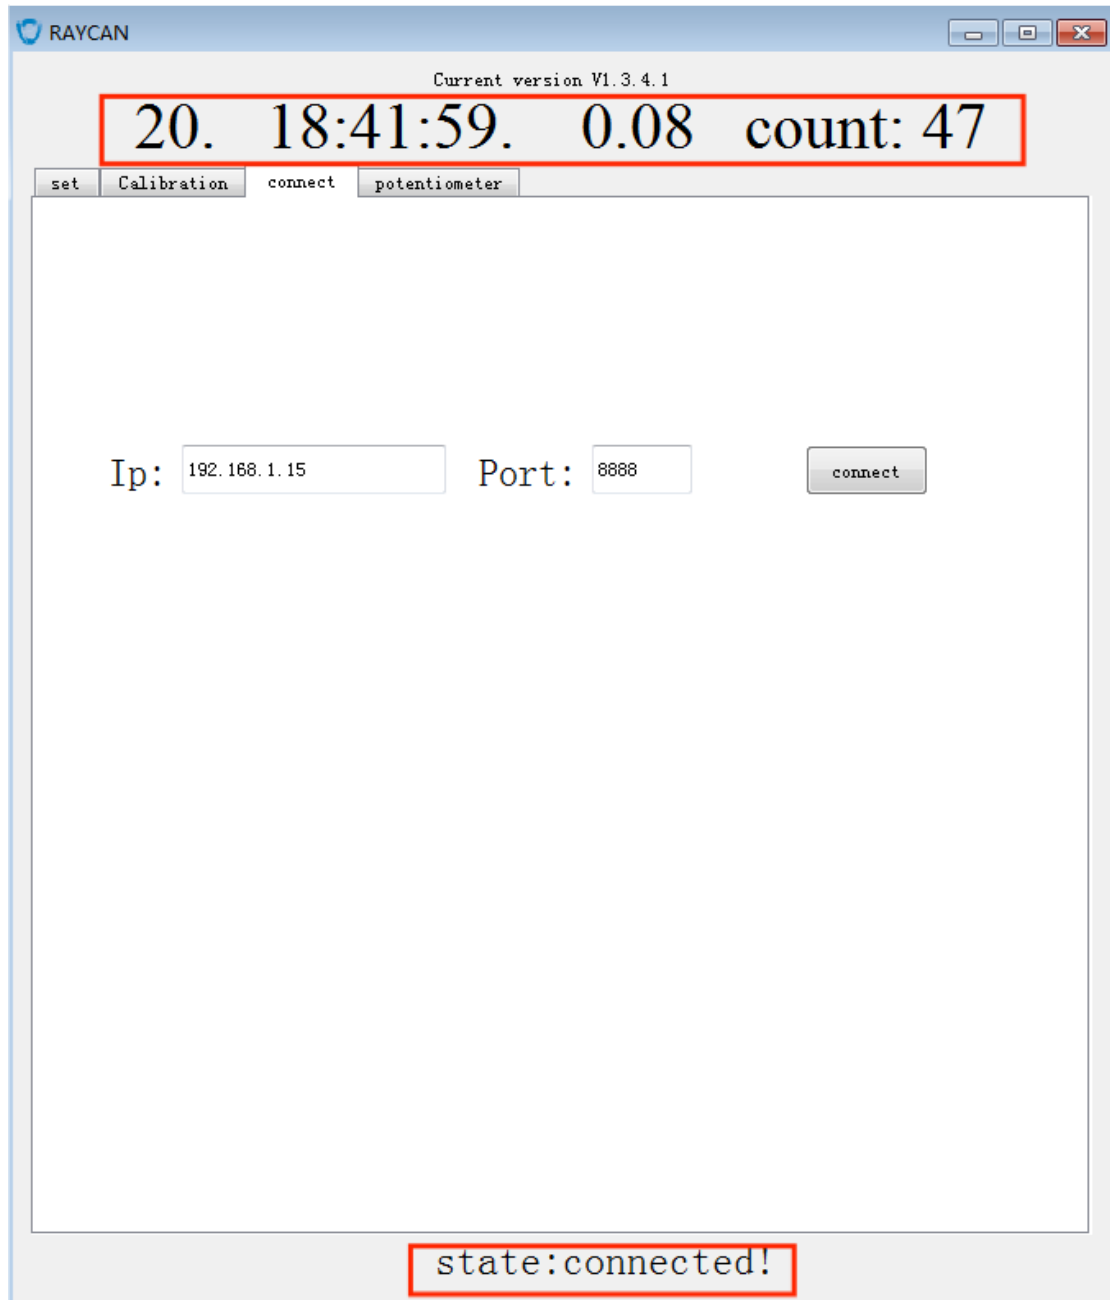 RAYCAN
Current version V1.3.4.1
20. 18:41:59. 0.08 count: 47
set Calibration connect potentiometer
Ip: 192.168.1.15 Port: 8888 connect
state:connected!